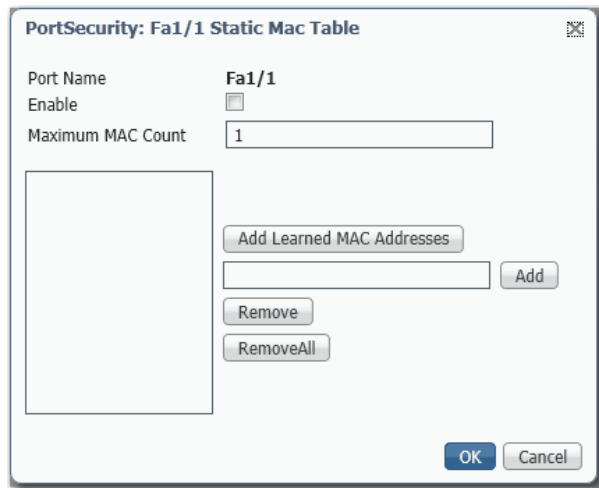 PortSecurity: Fa1/1 Static Mac Table
Port Name Fa1/1
Enable
Maximum MAC Count 1
Add Learned MAC Addresses
Add
Remove
RemoveAll
OK Cancel